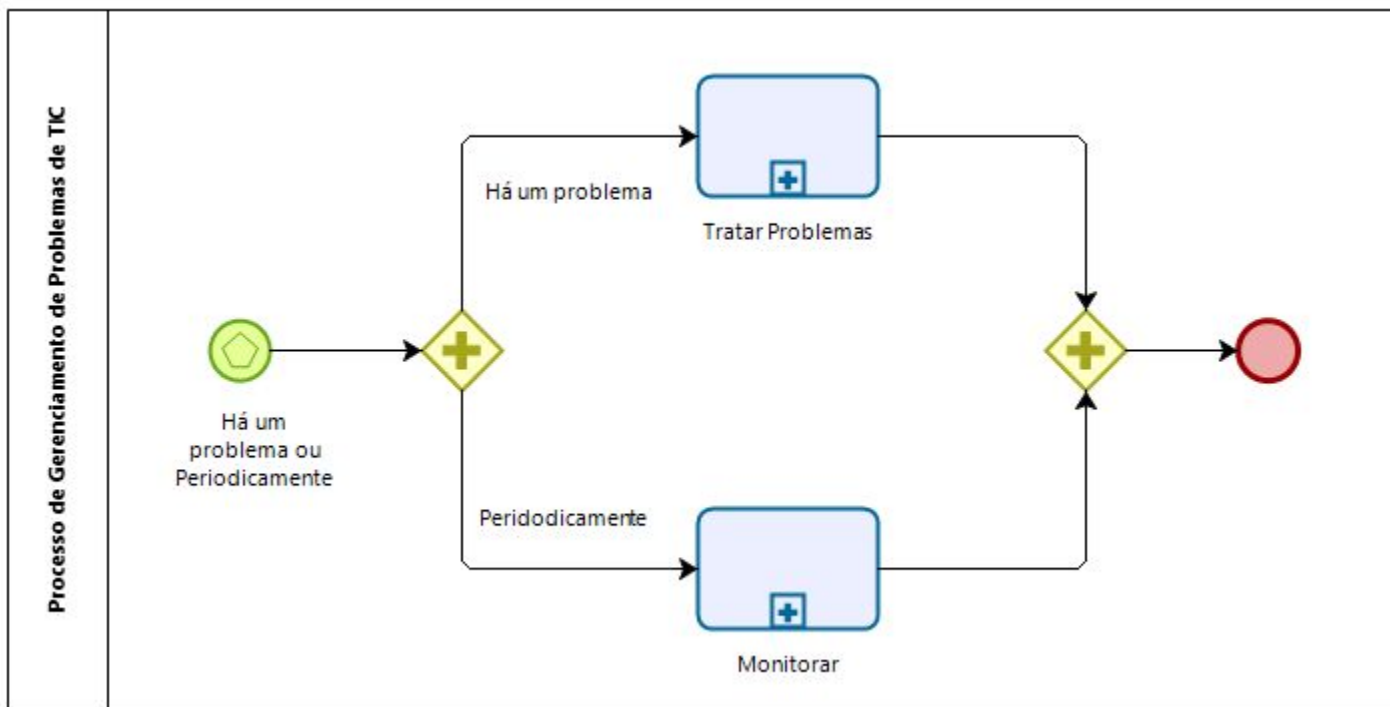 Processo de Gerenciamento de Problemas de TIC
Há um problema
Tratar Problemas
Há um
problema ou
Periodicamente
Peridodicamente
Monitorar